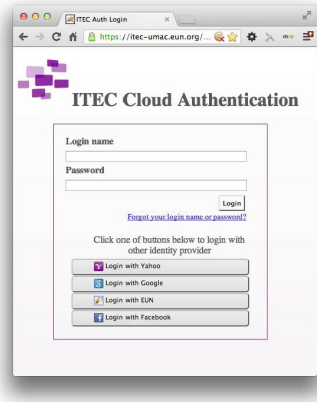 ITEC Auth Login
https://itec-umac.eun.org/...
ITEC Cloud Authentication
Login name
Password
Login
Forgot your login name or password?
Click one of buttons below to login with
other identity provider
Login with Yahoo
Login with Google
Login with EUN
Login with Facebook